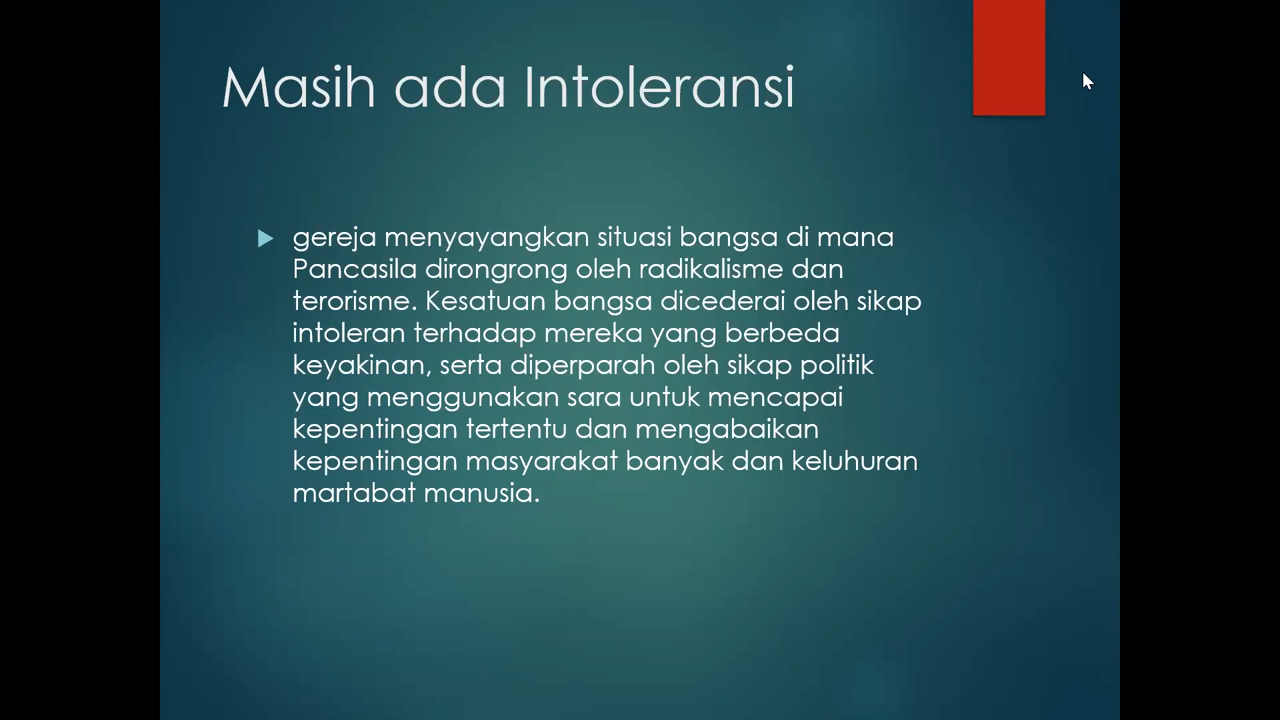 Masih ada Intoleransi
gereja menyayangkan situasi bangsa di mana
Pancasila dirongrong oleh radikalisme dan
terorisme. Kesatuan bangsa dicederai oleh sikap
intoleran terhadap mereka yang berbeda
keyakinan, serta diperparah oleh sikap politik
yang menggunakan sara untuk mencapai
kepentingan tertentu dan mengabaikan
kepentingan masyarakat banyak dan keluhuran
martabat manusia.